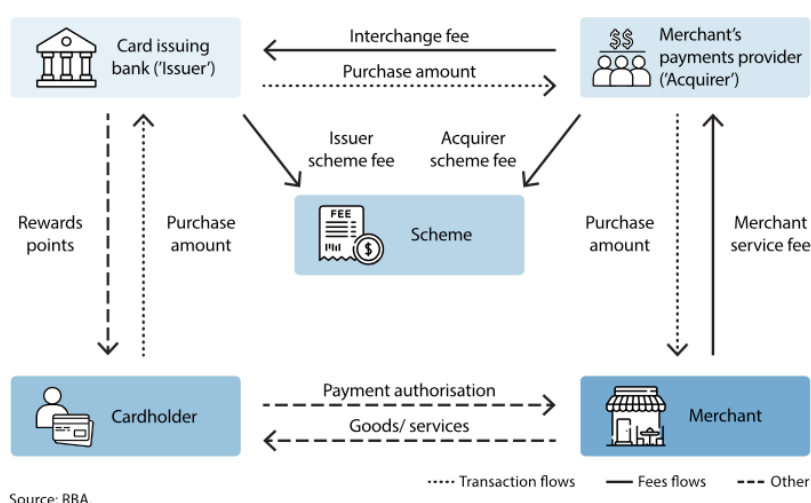 Card issuing
bank ('Issuer')
Interchange fee
Purchase amount
$$
Merchant's
payments provider
('Acquirer')
Issuer
scheme fee
Acquirer
scheme fee
Rewards
points
Purchase
amount
FEE
$
Scheme
Purchase
amount
Merchant
service fee
Cardholder
Payment authorisation
Goods/ services
Merchant
Transaction flows
Fees flows
Other
Source: RBA.